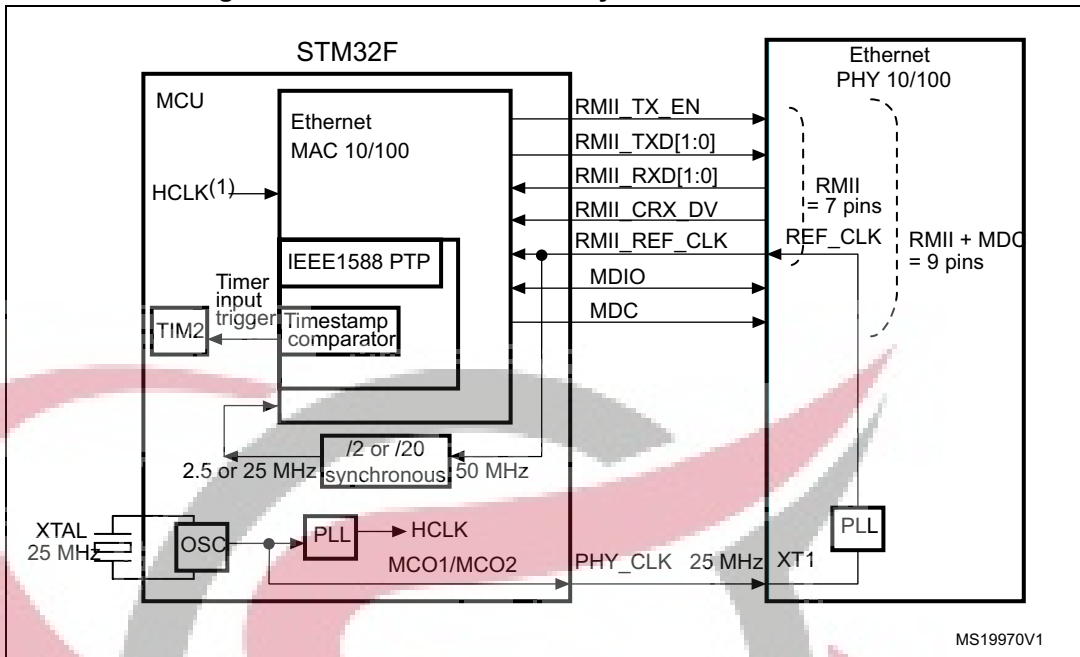 STM32F
MCU
Ethernet
MAC 10/100
HCLK(1)
IEEE1588 PTP
Timer
input
trigger
TIM2
Timestamp
comparator
/2 or /20
synchronous
2.5 or 25 MHz
50 MHz
XTAL
25 MHz
OSC
PLL
HCLK
MCO1/MCO2
PHY_CLK 25 MHz
RMII_TX_EN
RMII_TXD[1:0]
RMII_RXD[1:0]
RMII_CRX_DV
RMII_REF_CLK
MDIO
MDC
Ethernet
PHY 10/100
RMII
= 7 pins
REF_CLK
RMII + MDC
= 9 pins
PLL
XT1
MS19970V1